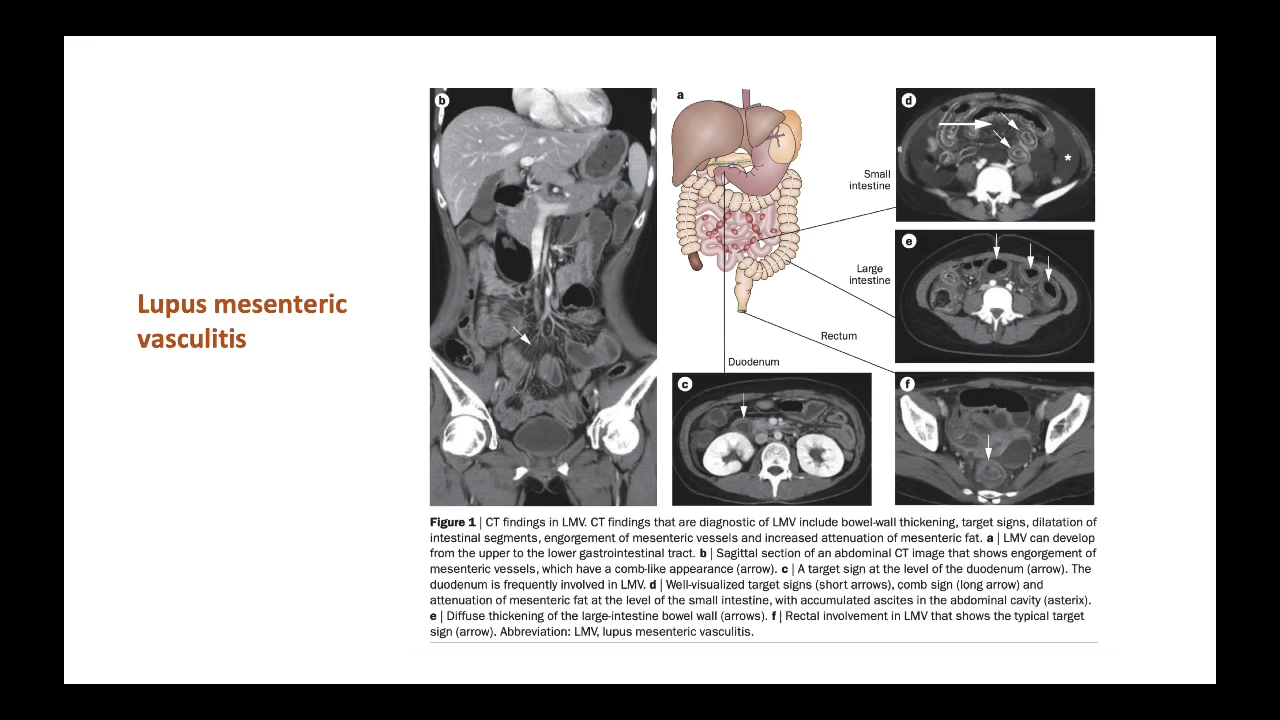 Lupus mesenteric
vasculitis
b
a
d
*
Small
intestine
e
Large
intestine
Rectum
Duodenum
c
f
Figure 1 | CT findings in LMV. CT findings that are diagnostic of LMV include bowel-wall thickening, target signs, dilatation of
intestinal segments, engorgement of mesenteric vessels and increased attenuation of mesenteric fat. a | LMV can develop
from the upper to the lower gastrointestinal tract. b | Sagittal section of an abdominal CT image that shows engorgement of
mesenteric vessels, which have a comb-like appearance (arrow). c | A target sign at the level of the duodenum (arrow). The
duodenum is frequently involved in LMV. d | Well-visualized target signs (short arrows), comb sign (long arrow) and
attenuation of mesenteric fat at the level of the small intestine, with accumulated ascites in the abdominal cavity (asterix).
e | Diffuse thickening of the large-intestine bowel wall (arrows). f | Rectal involvement in LMV that shows the typical target
sign (arrow). Abbreviation: LMV, lupus mesenteric vasculitis.